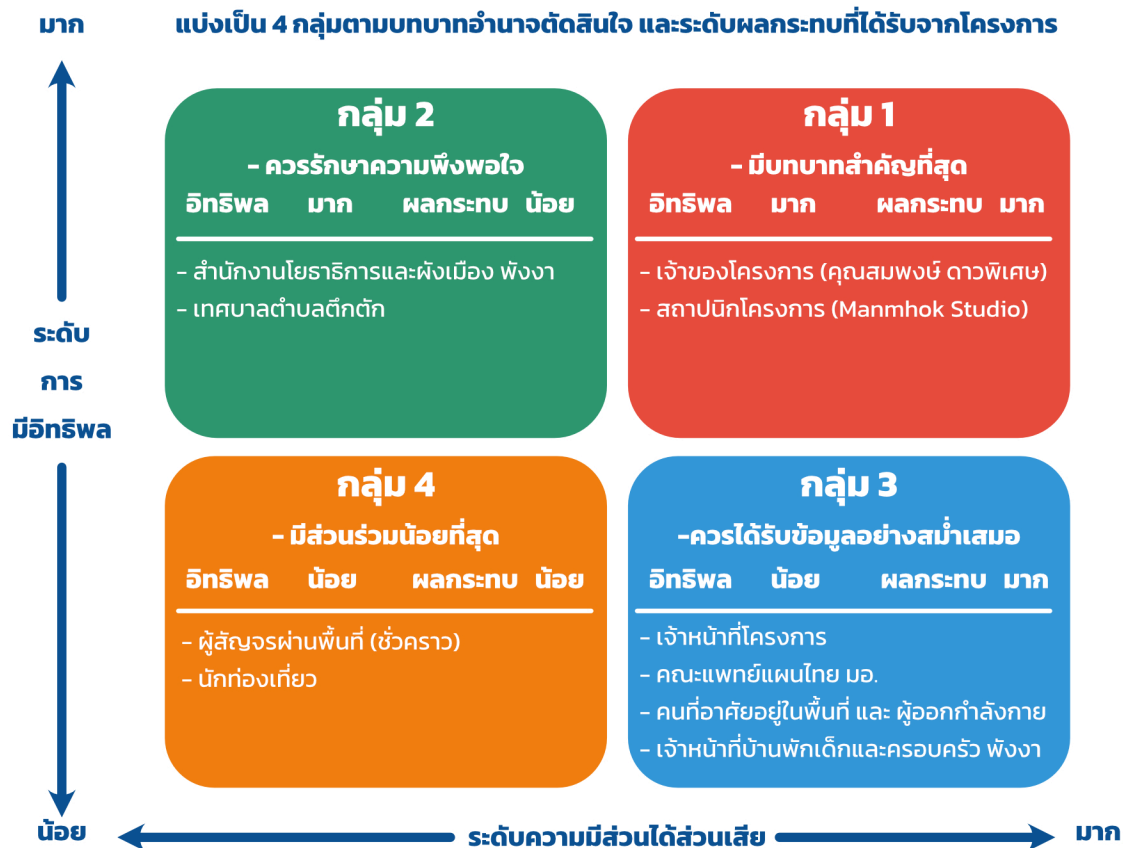 มาก
แบ่งเป็น 4 กลุ่มตามบทบาทอำนาจตัดสินใจ และระดับผลกระทบที่ได้รับจากโครงการ
กลุ่ม 2
- ควรรักษาความพึงพอใจ
อิทธิพล มาก ผลกระทบ น้อย
- สำนักงานโยธาธิการและผังเมือง พังงา
- เทศบาลตำบลตึกตัก
กลุ่ม 1
- มีบทบาทสำคัญที่สุด
อิทธิพล มาก ผลกระทบ มาก
- เจ้าของโครงการ (คุณสมพงษ์ ดาวพิเศษ)
- สถาปนิกโครงการ (Manmhok Studio)
ระดับ
การ
มีอิทธิพล
กลุ่ม 4
- มีส่วนร่วมน้อยที่สุด
อิทธิพล น้อย ผลกระทบ น้อย
- ผู้สัญจรผ่านพื้นที่ (ชั่วคราว)
- นักท่องเที่ยว
กลุ่ม 3
-ควรได้รับข้อมูลอย่างสม่ำเสมอ
อิทธิพล น้อย ผลกระทบ มาก
- เจ้าหน้าที่โครงการ
- คณะแพทย์แผนไทย มอ.
- คนที่อาศัยอยู่ในพื้นที่ และ ผู้ออกกำลังกาย
- เจ้าหน้าที่บ้านพักเด็กและครอบครัว พังงา
น้อย
ระดับความมีส่วนได้ส่วนเสีย
มาก